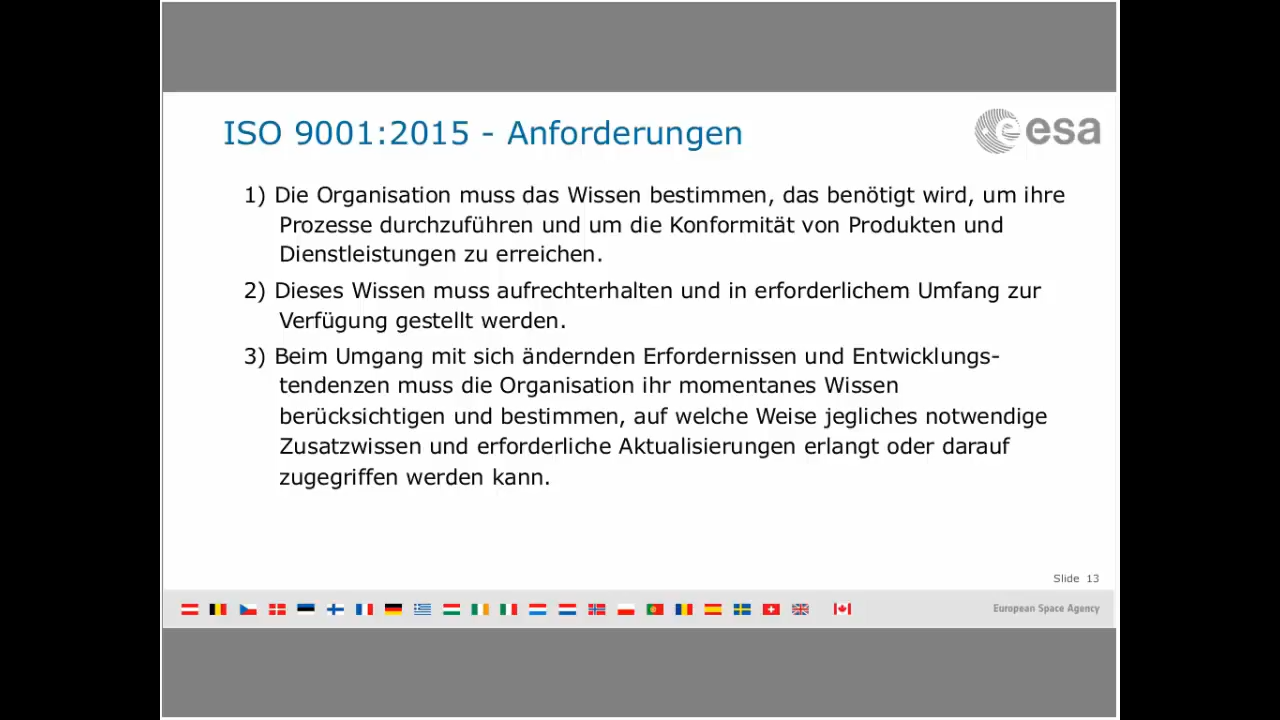 ISO 9001:2015 - Anforderungen
esa
1) Die Organisation muss das Wissen bestimmen, das benötigt wird, um ihre
Prozesse durchzuführen und um die Konformität von Produkten und
Dienstleistungen zu erreichen.
2) Dieses Wissen muss aufrechterhalten und in erforderlichem Umfang zur
Verfügung gestellt werden.
3) Beim Umgang mit sich ändernden Erfordernissen und Entwicklungs-
tendenzen muss die Organisation ihr momentanes Wissen
berücksichtigen und bestimmen, auf welche Weise jegliches notwendige
Zusatzwissen und erforderliche Aktualisierungen erlangt oder darauf
zugegriffen werden kann.
Slide 13
European Space Agency